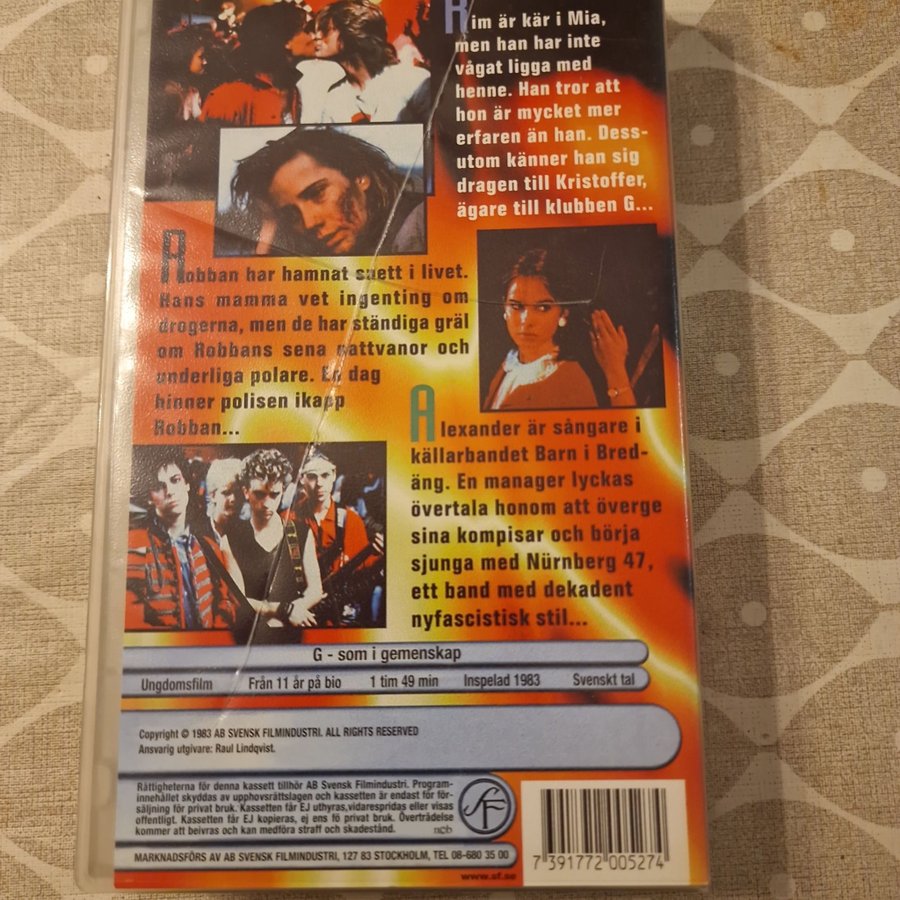 Kim är kär i Mia,
men han har inte
vågat ligga med
henne. Han tror att
hon är mycket mer
erfaren än han. Dess-
utom känner han sig
dragen till Kristoffer,
ägare till klubben G...
Robban har hamnat snett i livet.
Hans mamma vet ingenting om
drogerna, men de har ständiga gräl
om Robbans sena nattvanor och
underliga polare. En dag
hinner polisen ikapp
Robban...
Alexander är sångare i
källarbandet Barn i Bred-
äng. En manager lyckas
övertala honom att överge
sina kompisar och börja
sjunga med Nürnberg 47,
ett band med dekadent
nyfascistisk stil...
G - som i gemenskap
Ungdomsfilm Från 11 år på bio 1 tim 49 min Inspelad 1983 Svenskt tal
Copyright © 1983 AB SVENSK FILMINDUSTRI. ALL RIGHTS RESERVED
Ansvarig utgivare: Raul Lindqvist.
Rättigheterna för denna kassett tillhör AB Svensk Filmindustri. Program-
innehållet skyddas av upphovsrättslagen och kassetten är endast för för-
säljning för privat bruk. Kassetten får EJ uthyras,vidarespridas eller visas
offentligt. Kassetten får EJ kopieras, ej ens fö privat bruk. Överträdelse
kommer att beivras och kan medföra straff och skadestånd. ncb
SF
MARKNADSFÖRS AV AB SVENSK FILMINDUSTRI, 127 83 STOCKHOLM, TEL 08-680 35 00
7 391772 005274
www.sf.se